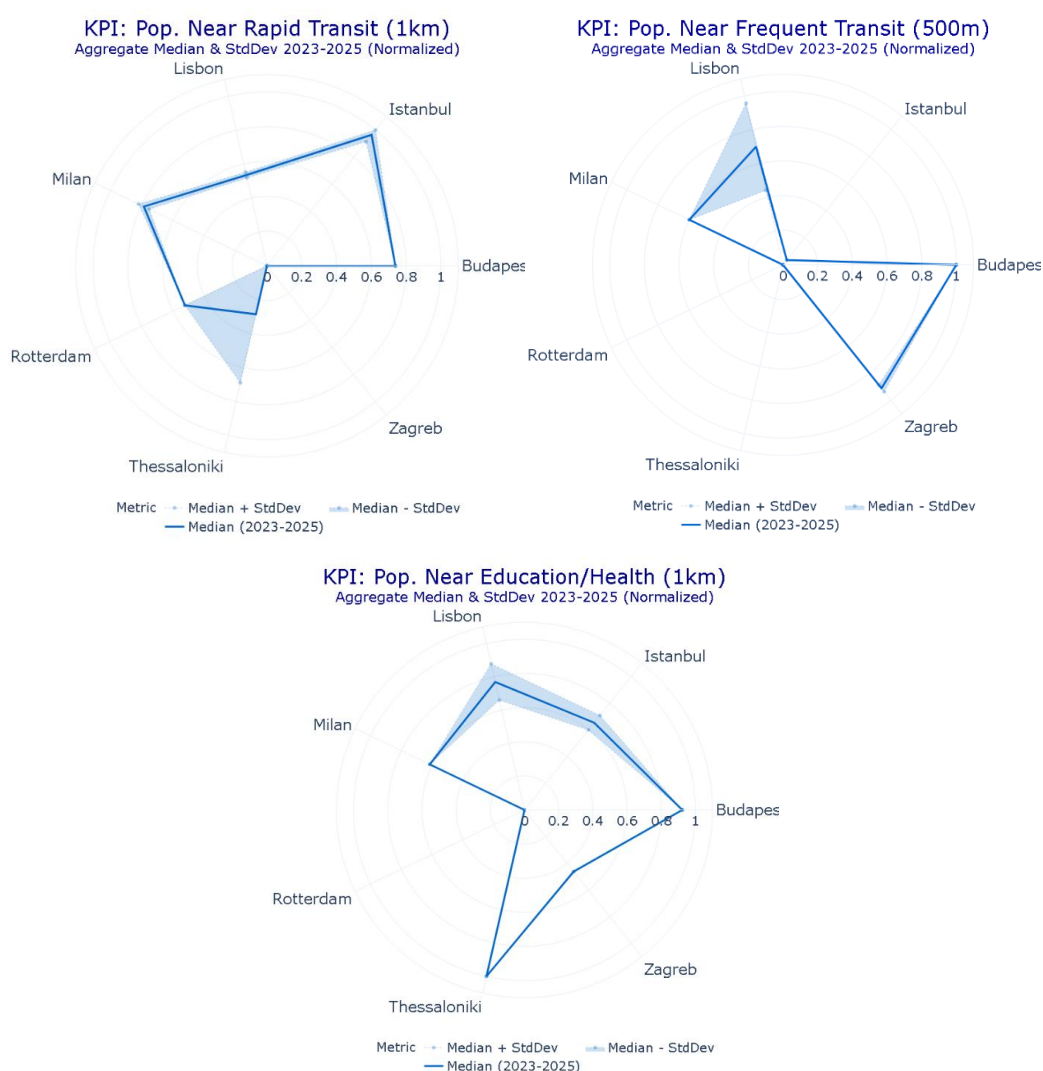 KPI: Pop. Near Rapid Transit (1km)
Aggregate Median & StdDev 2023-2025 (Normalized)
Lisbon
Istanbul
Milan
Budapes
0 0.2 0.4 0.6 0.8 1
Rotterdam
Zagreb
Thessaloniki
Metric Median + StdDev Median - StdDev
Median (2023-2025)
KPI: Pop. Near Frequent Transit (500m)
Aggregate Median & StdDev 2023-2025 (Normalized)
Lisbon
Istanbul
Milan
Budapes
0 0.2 0.4 0.6 0.8 1
Rotterdam
Zagreb
Thessaloniki
Metric Median + StdDev Median - StdDev
Median (2023-2025)
KPI: Pop. Near Education/Health (1km)
Aggregate Median & StdDev 2023-2025 (Normalized)
Lisbon
Istanbul
Milan
Budapes
0 0.2 0.4 0.6 0.8 1
Rotterdam
Zagreb
Thessaloniki
Metric Median + StdDev Median - StdDev
Median (2023-2025)